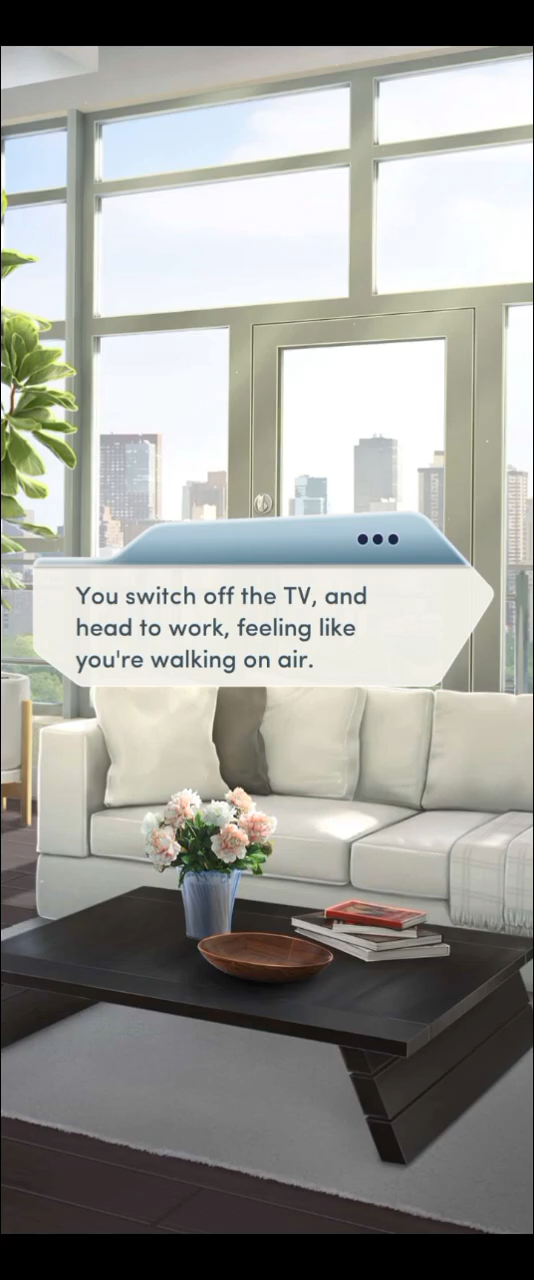 You switch off the TV, and
head to work, feeling like
you're walking on air.